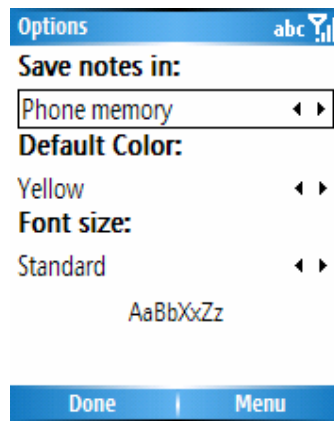 Options abc
Save notes in:
Phone memory
Default Color:
Yellow
Font size:
Standard
AaBbXxZz
Done Menu